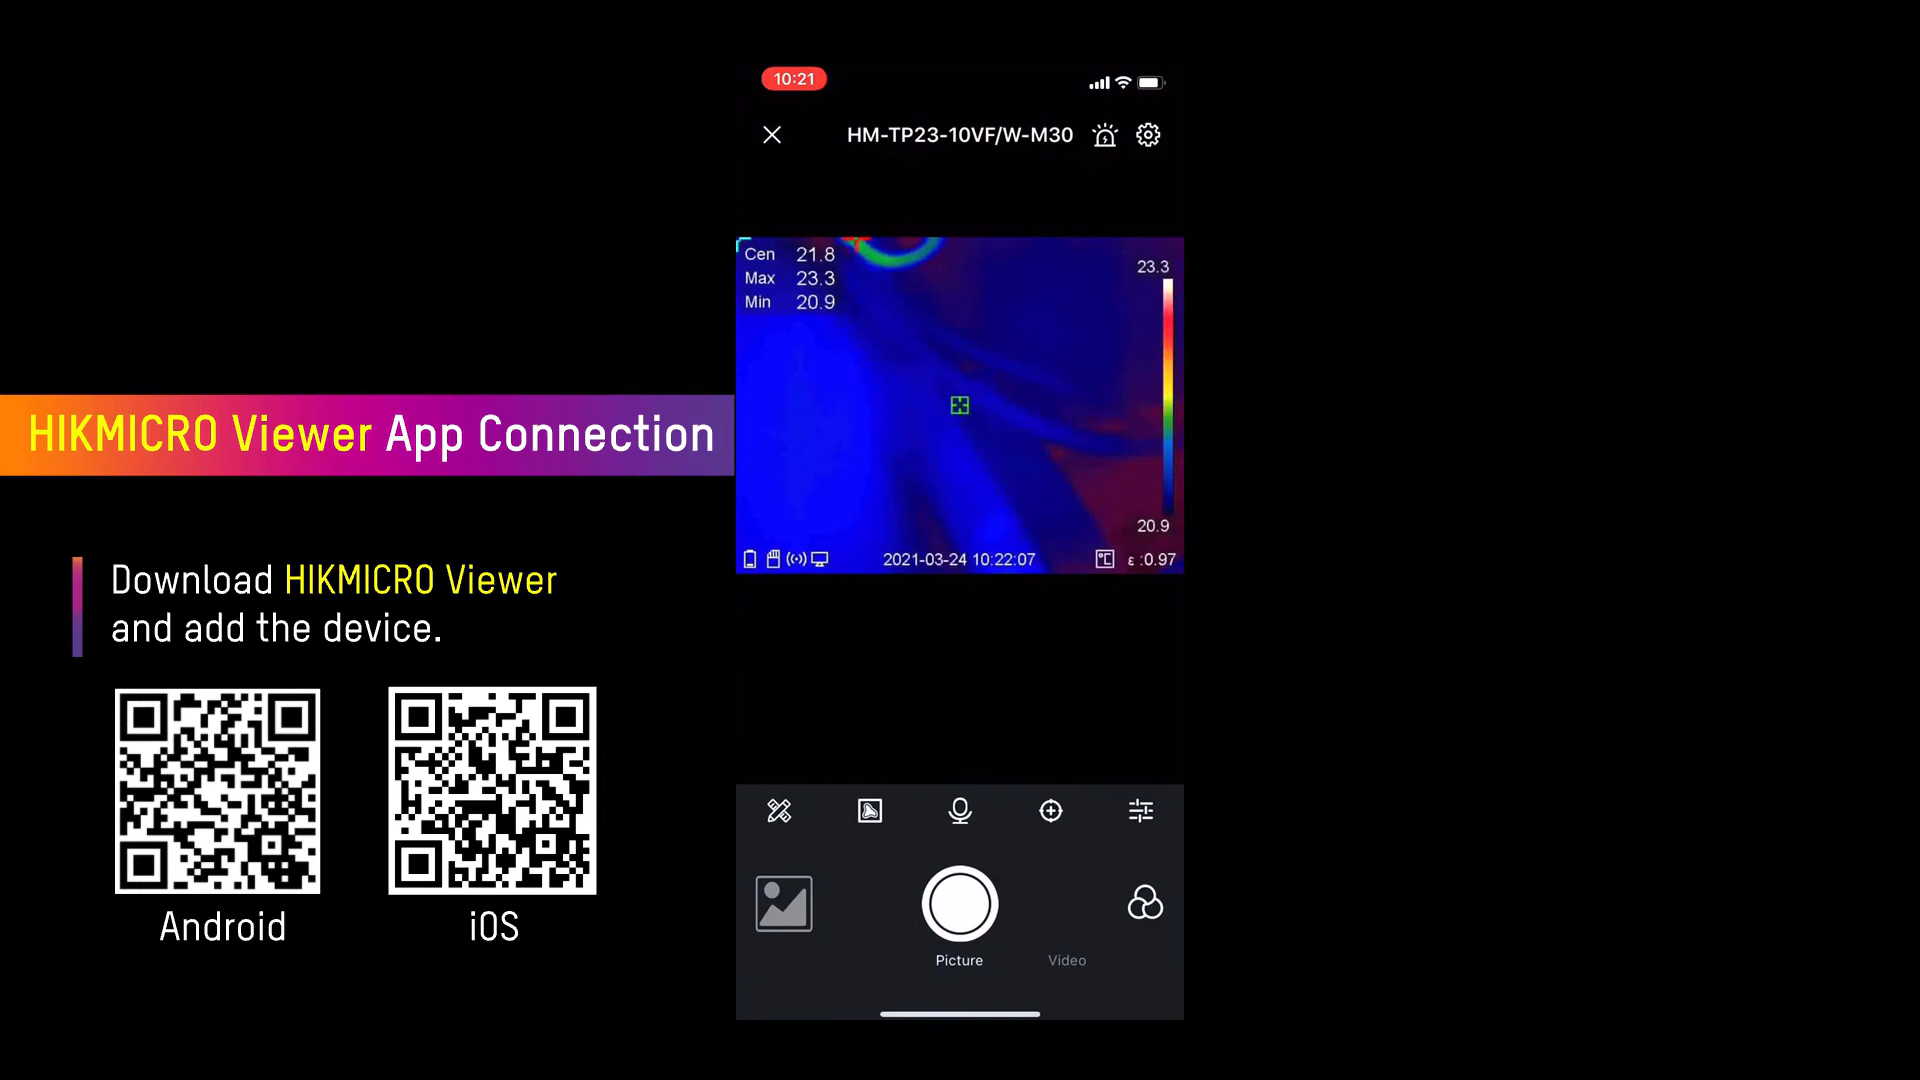 HIKMICRO Viewer App Connection
Download HIKMICRO Viewer
and add the device.
Android
iOS
10:21
HM-TP23-10VF/W-M30
Cen 21.8
Max 23.3
Min 20.9
23.3
20.9
2021-03-24 10:22:07
℃ ε :0.97
Picture
Video